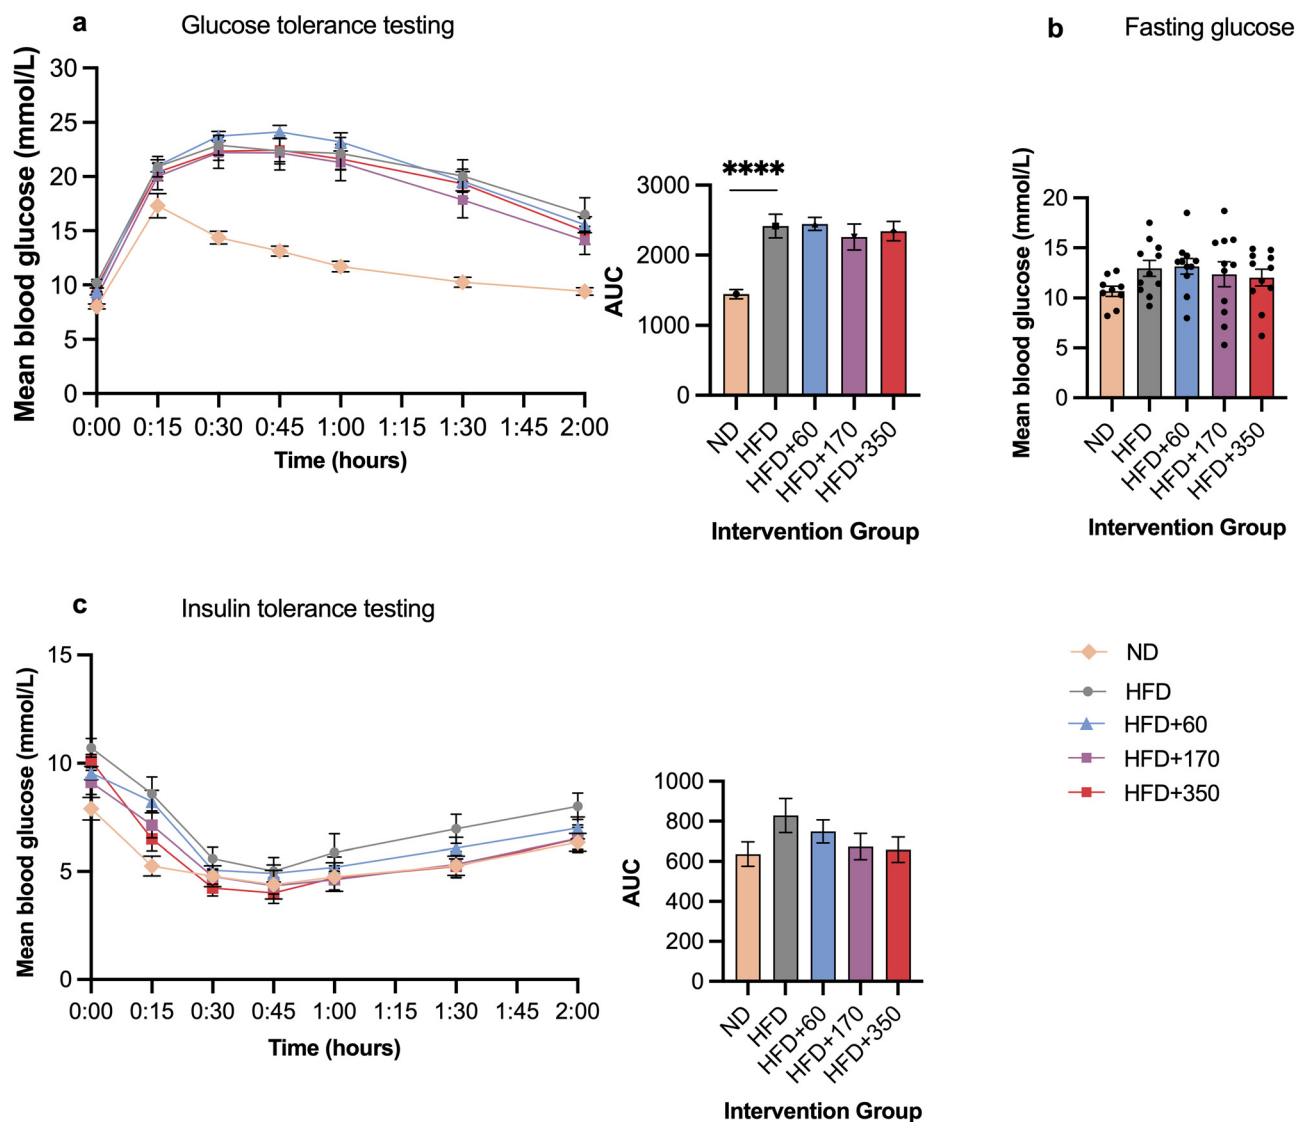 a
Glucose tolerance testing
Mean blood glucose (mmol/L)
30
25
20
15
10
5
0
0:00 0:15 0:30 0:45 1:00 1:15 1:30 1:45 2:00
Time (hours)
****
AUC
3000
2000
1000
0
ND
HFD
HFD+60
HFD+170
HFD+350
Intervention Group
b
Fasting glucose
Mean blood glucose (mmol/L)
20
15
10
5
0
ND
HFD
HFD+60
HFD+170
HFD+350
Intervention Group
c
Insulin tolerance testing
Mean blood glucose (mmol/L)
15
10
5
0
0:00 0:15 0:30 0:45 1:00 1:15 1:30 1:45 2:00
Time (hours)
AUC
1000
800
600
400
200
0
ND
HFD
HFD+60
HFD+170
HFD+350
Intervention Group
ND
HFD
HFD+60
HFD+170
HFD+350